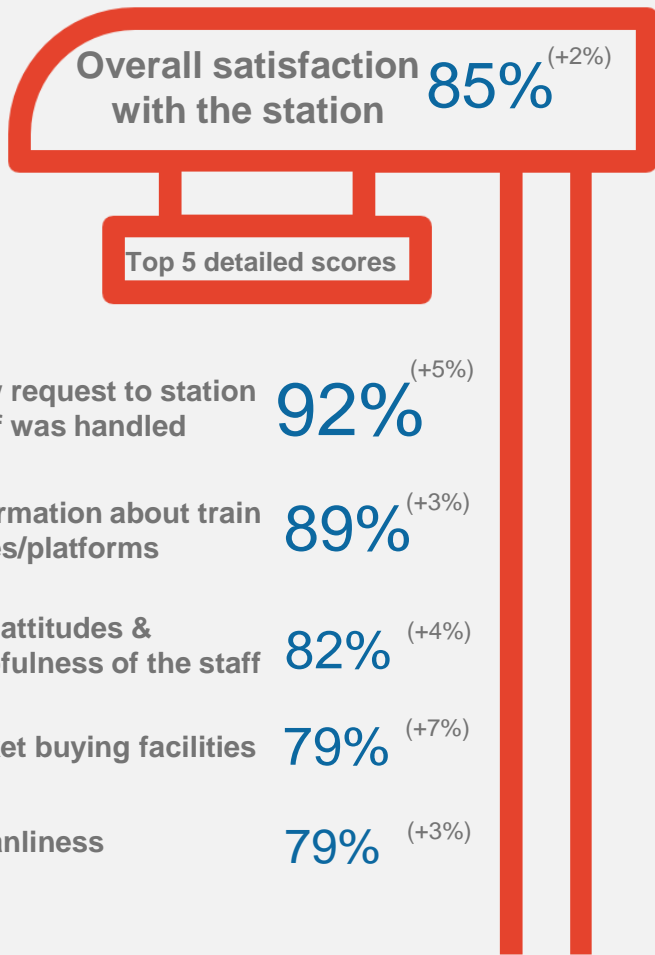 Overall satisfaction 85% (+2%)
with the station
Top 5 detailed scores
request to station
f was handled
92% (+5%)
rmation about train
es/platforms
89% (+3%)
attitudes &
fulness of the staff
82% (+4%)
et buying facilities 79% (+7%)
anliness 79% (+3%)